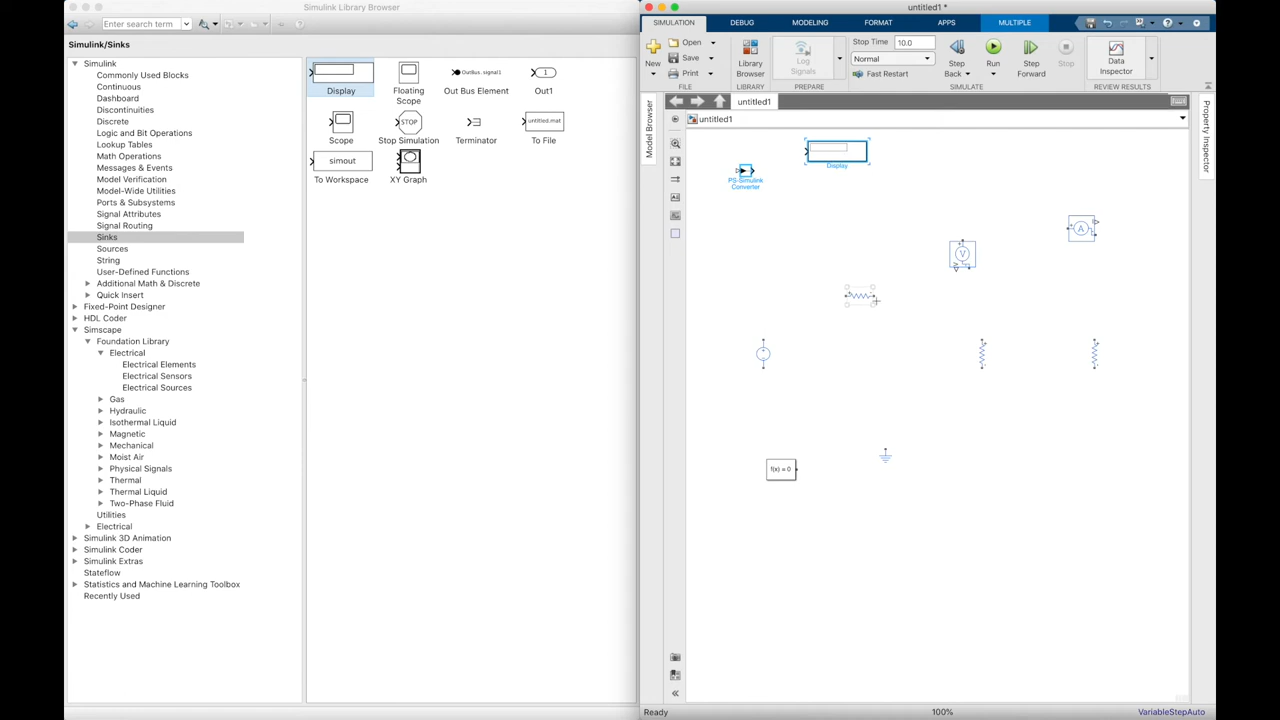 Simulink Library Browser
Enter search term
Simulink/Sinks
Simulink
Commonly Used Blocks
Continuous
Dashboard
Discontinuities
Discrete
Logic and Bit Operations
Lookup Tables
Math Operations
Messages & Events
Model Verification
Model-Wide Utilities
Ports & Subsystems
Signal Attributes
Signal Routing
Sinks
Sources
String
User-Defined Functions
Additional Math & Discrete
Quick Insert
Fixed-Point Designer
HDL Coder
Simscape
Foundation Library
Electrical
Electrical Elements
Electrical Sensors
Electrical Sources
Gas
Hydraulic
Isothermal Liquid
Magnetic
Mechanical
Moist Air
Physical Signals
Thermal
Thermal Liquid
Two-Phase Fluid
Utilities
Electrical
Simulink 3D Animation
Simulink Coder
Simulink Extras
Stateflow
Statistics and Machine Learning Toolbox
Recently Used
Display
Floating
Scope
OutBus. signal1
Out Bus Element
1
Out1
Scope
STOP
Stop Simulation
Terminator
untitled.mat
To File
simout
To Workspace
XY Graph
untitled1 *
SIMULATION DEBUG MODELING FORMAT APPS MULTIPLE
New
Open
Save
Print
FILE
Library
Browser
LIBRARY
Log
Signals
PREPARE
Stop Time 10.0
Normal
Fast Restart
Step
Back
Run
Step
Forward
Stop
SIMULATE
Data
Inspector
REVIEW RESULTS
untitled1
untitled1
Model Browser
Property Inspector
Display
PS-Simulink
Converter
A
V
f(x) = 0
Ready 100% VariableStepAuto